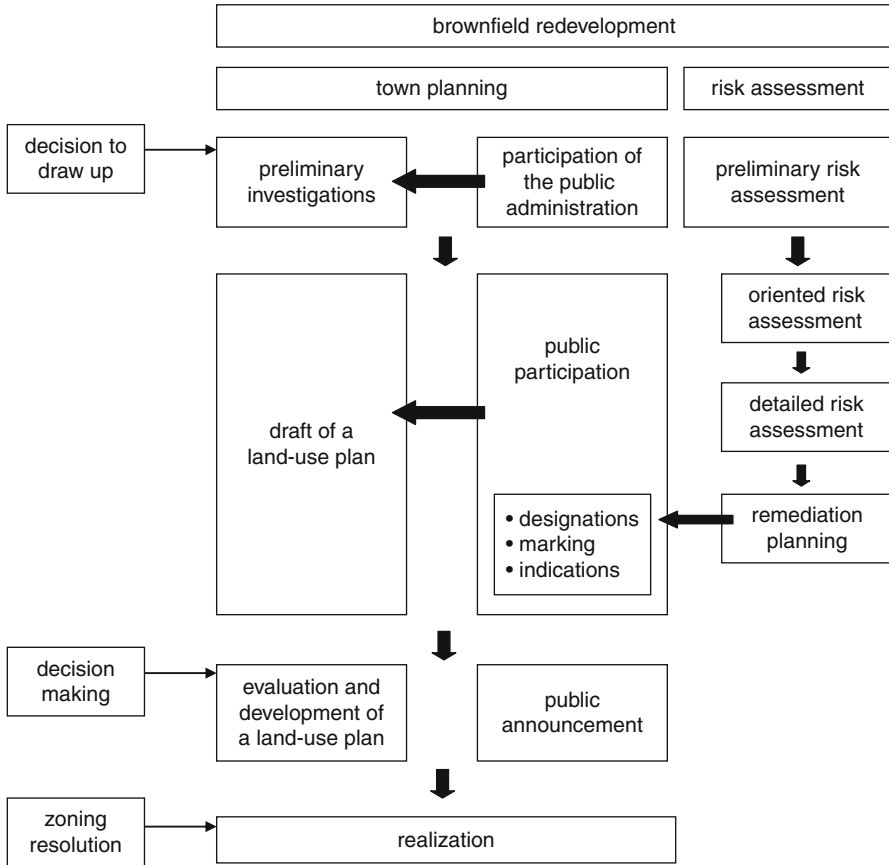 brownfield redevelopment
town planning
risk assessment
decision to
draw up
preliminary
investigations
participation of
the public
administration
preliminary risk
assessment
oriented risk
assessment
public
participation
detailed risk
assessment
draft of a
land-use plan
• designations
• marking
• indications
remediation
planning
decision
making
evaluation and
development of
a land-use plan
public
announcement
zoning
resolution
realization